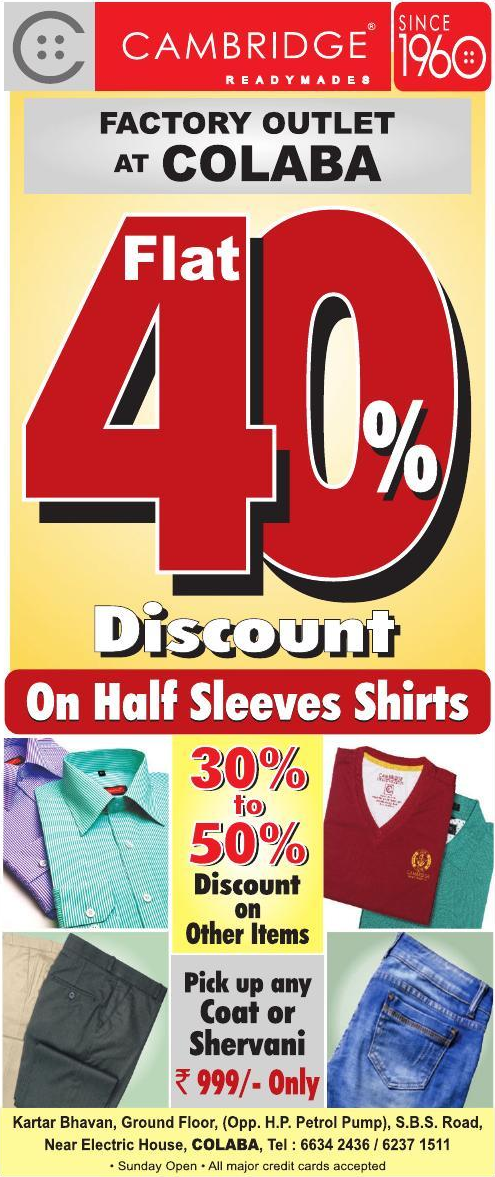 CAMBRIDGE®
READYMADES
SINCE
1960
FACTORY OUTLET
AT COLABA
Flat
40%
Discount
On Half Sleeves Shirts
30%
to
50%
Discount
on
Other Items
CAMBRIDGE
CAMBRIDGE
Pick up any
Coat or
Shervani
₹ 999/- Only
Kartar Bhavan, Ground Floor, (Opp. H.P. Petrol Pump), S.B.S. Road,
Near Electric House, COLABA, Tel : 6634 2436 / 6237 1511
• Sunday Open • All major credit cards accepted